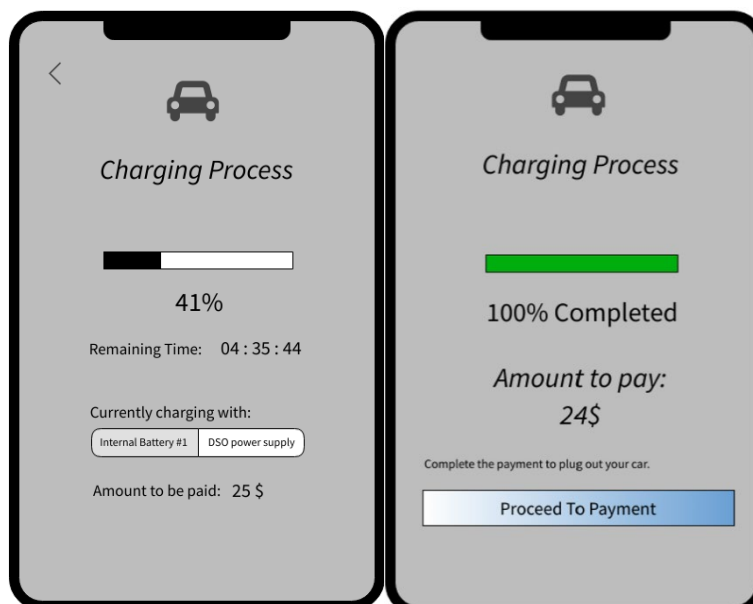 Charging Process
41%
Remaining Time: 04 : 35 : 44
Currently charging with:
Internal Battery #1 DSO power supply
Amount to be paid: 25 $
Charging Process
100% Completed
Amount to pay:
24$
Complete the payment to plug out your car.
Proceed To Payment